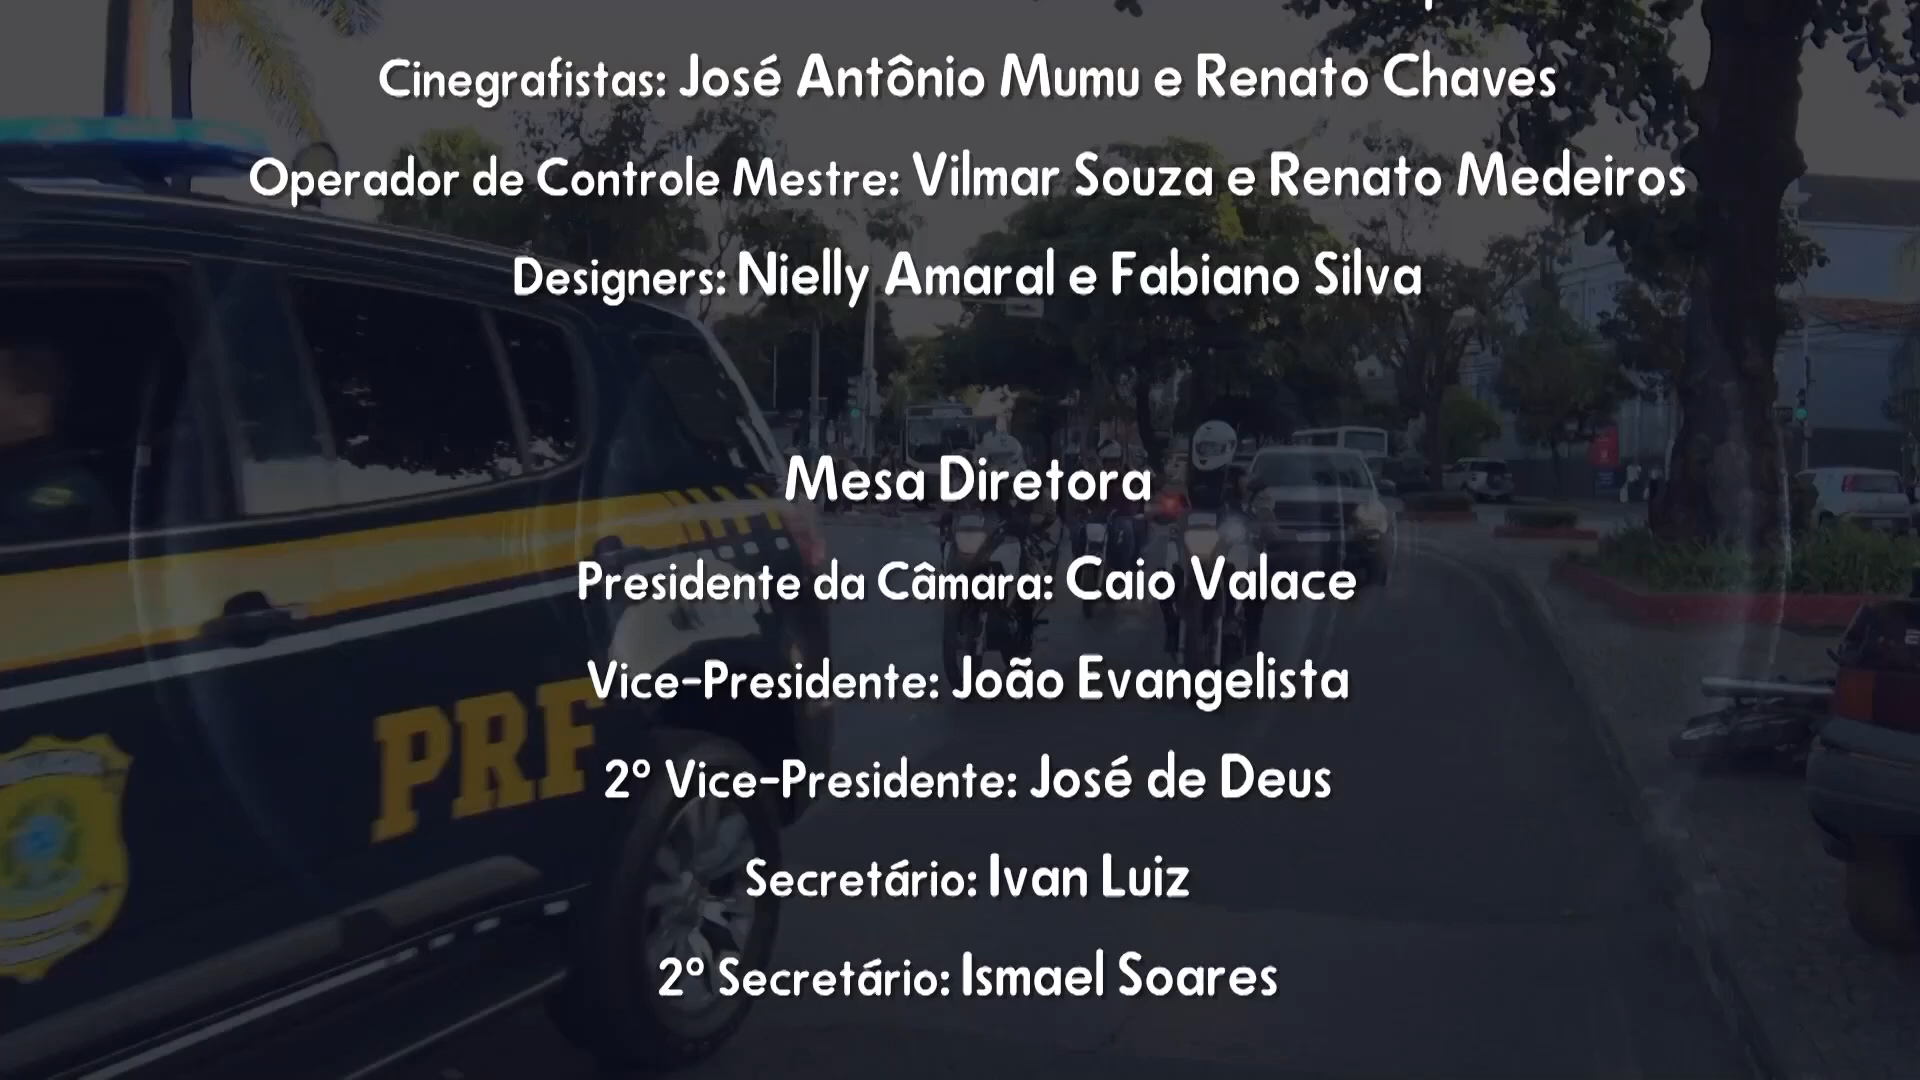 Cinegrafistas: José Antônio Mumu e Renato Chaves
Operador de Controle Mestre: Vilmar Souza e Renato Medeiros
Designers: Nielly Amaral e Fabiano Silva
Mesa Diretora
Presidente da Câmara: Caio Valace
Vice-Presidente: João Evangelista
PRF
2º Vice-Presidente: José de Deus
Secretário: Ivan Luiz
2º Secretário: Ismael Soares